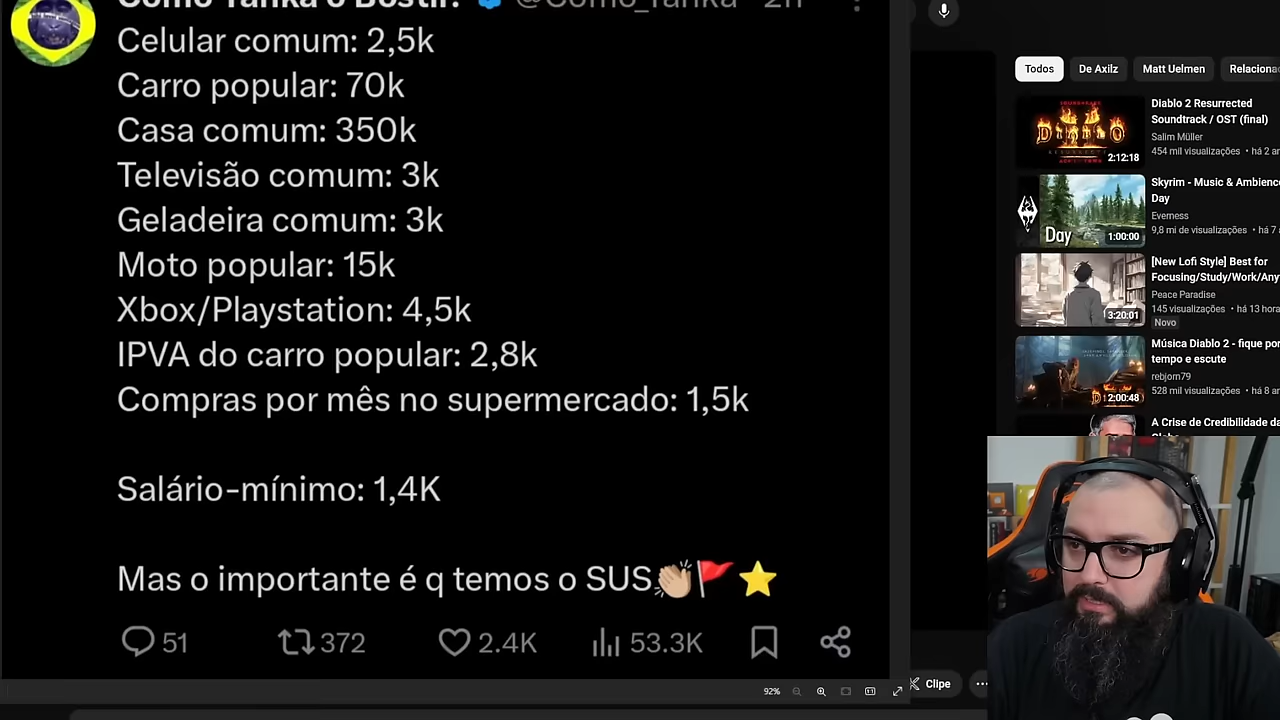 Celular comum: 2,5k
Carro popular: 70k
Casa comum: 350k
Televisão comum: 3k
Geladeira comum: 3k
Moto popular: 15k
Xbox/Playstation: 4,5k
IPVA do carro popular: 2,8k
Compras por mês no supermercado: 1,5k
Salário-mínimo: 1,4K
Mas o importante é q temos o SUS👏🏼🚩⭐
51 372 2.4K 53.3K
92%
Clipe
Todos De Axilz Matt Uelmen
Diablo 2 Resurrected
Soundtrack / OST (final)
Salim Müller
454 mil visualizações • há 2
2:12:18
Skyrim - Music & Ambience
Day
Everness
9,8 mi de visualizações • há 7
Day
1:00:00
[New Lofi Style] Best for
Focusing/Study/Work/
Peace Paradise
145 visualizações • há 13
Novo
3:20:01
Música Diablo 2 - fique por
tempo e escute
rebjorn79
528 mil visualizações • há 8
2:00:48
A Crise de Credibilidade da